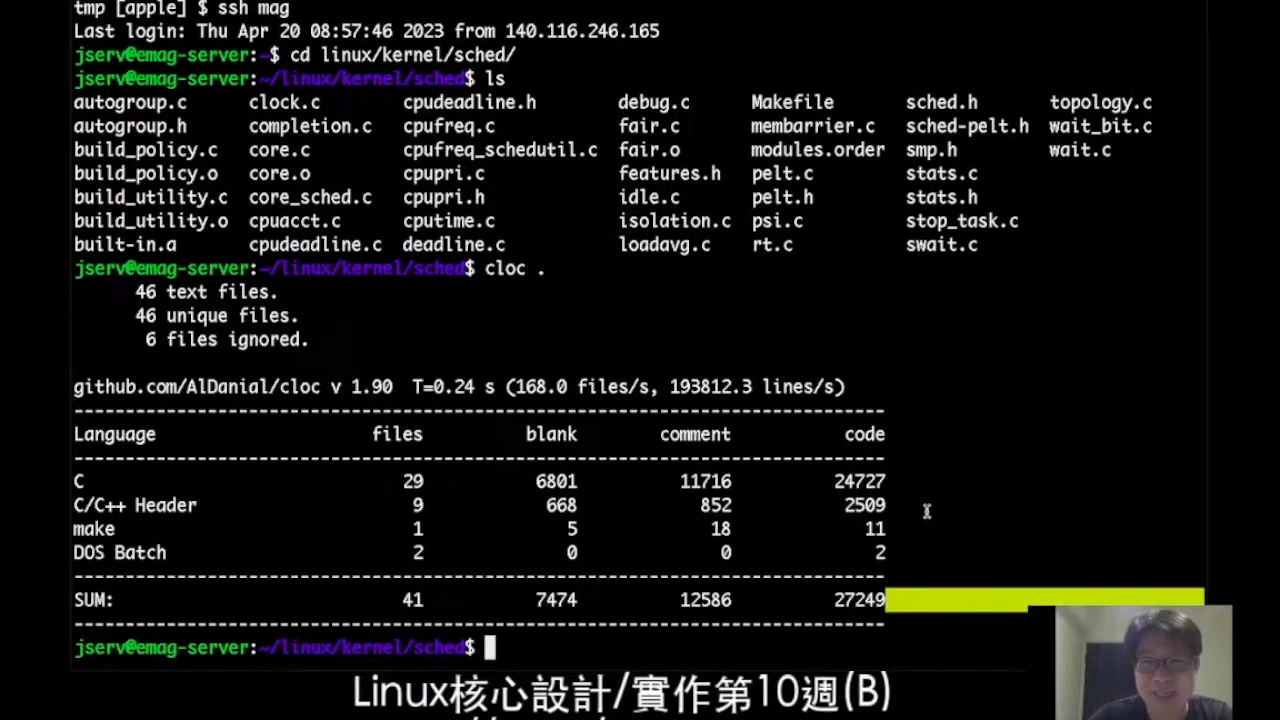 tmp [apple] $ ssh mag
Last login: Thu Apr 20 08:57:46 2023 from 140.116.246.165
jserv@emag-server:~$ cd linux/kernel/sched/
jserv@emag-server:~/linux/kernel/sched$ ls
autogroup.c clock.c cpudeadline.h debug.c Makefile sched.h topology.c
autogroup.h completion.c cpufreq.c fair.c membarrier.c sched-pelt.h wait_bit.c
build_policy.c core.c cpufreq_schedutil.c fair.o modules.order smp.h wait.c
build_policy.o core.o cpupri.c features.h pelt.c stats.c
build_utility.c core_sched.c cpupri.h idle.c pelt.h stats.h
build_utility.o cpuacct.c cputime.c isolation.c psi.c stop_task.c
built-in.a cpudeadline.c deadline.c loadavg.c rt.c swait.c
jserv@emag-server:~/linux/kernel/sched$ cloc .
46 text files.
46 unique files.
6 files ignored.
github.com/AlDanial/cloc v 1.90 T=0.24 s (168.0 files/s, 193812.3 lines/s)
-------------------------------------------------------------------------------
Language files blank comment code
-------------------------------------------------------------------------------
C 29 6801 11716 24727
C/C++ Header 9 668 852 2509
make 1 5 18 11
DOS Batch 2 0 0 2
-------------------------------------------------------------------------------
SUM: 41 7474 12586 27249
-------------------------------------------------------------------------------
jserv@emag-server:~/linux/kernel/sched$
Linux核心設計/實作第10週(B)